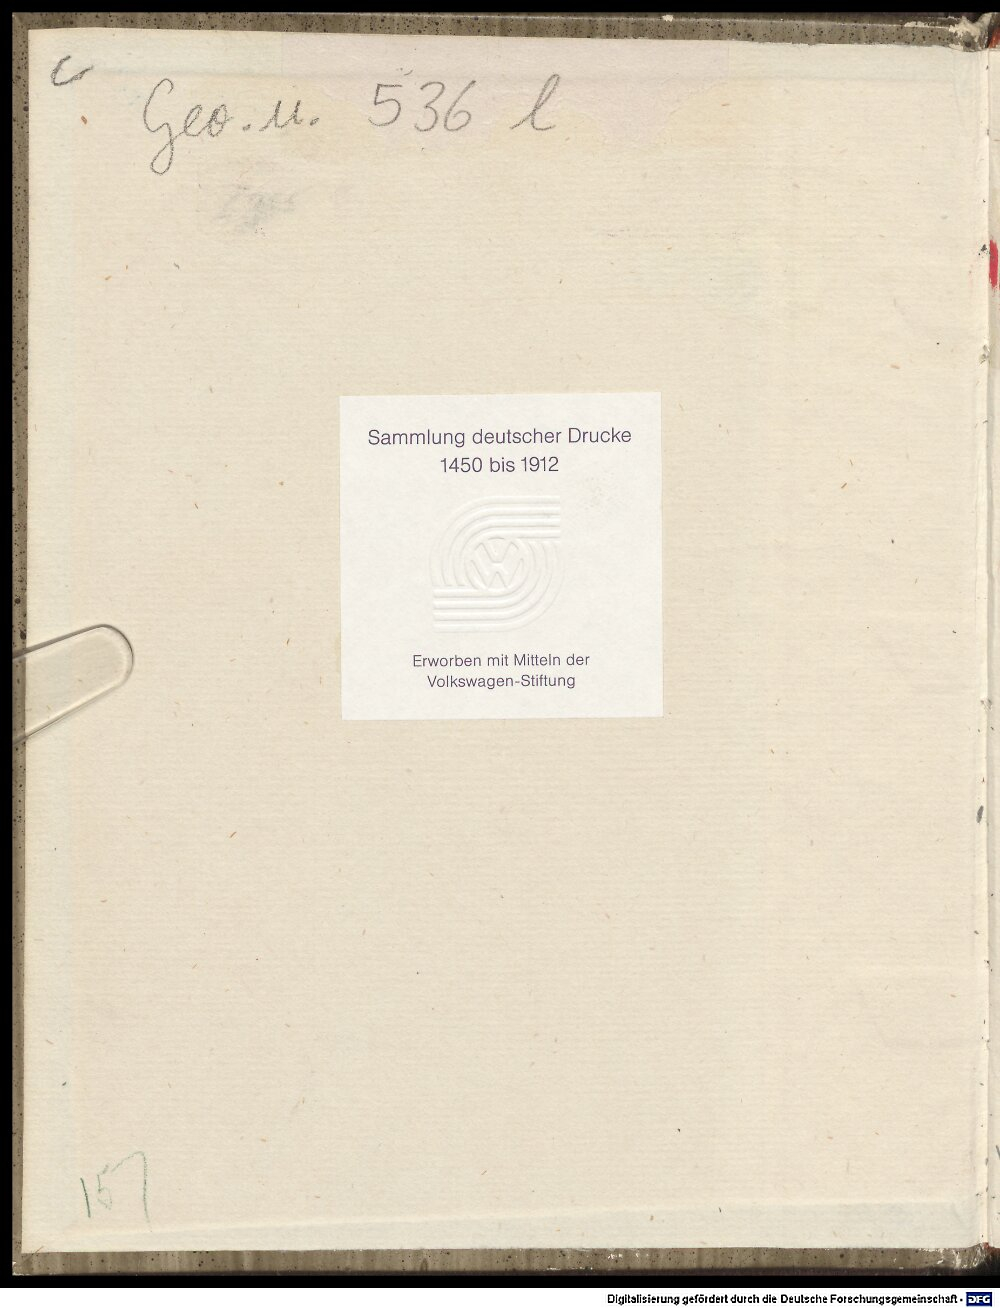 Geo. u. 536 l
Sammlung deutscher Drucke
1450 bis 1912
Erworben mit Mitteln der
Volkswagen-Stiftung
157
Digitalisierung gefördert durch die Deutsche Forschungsgemeinschaft - DFG